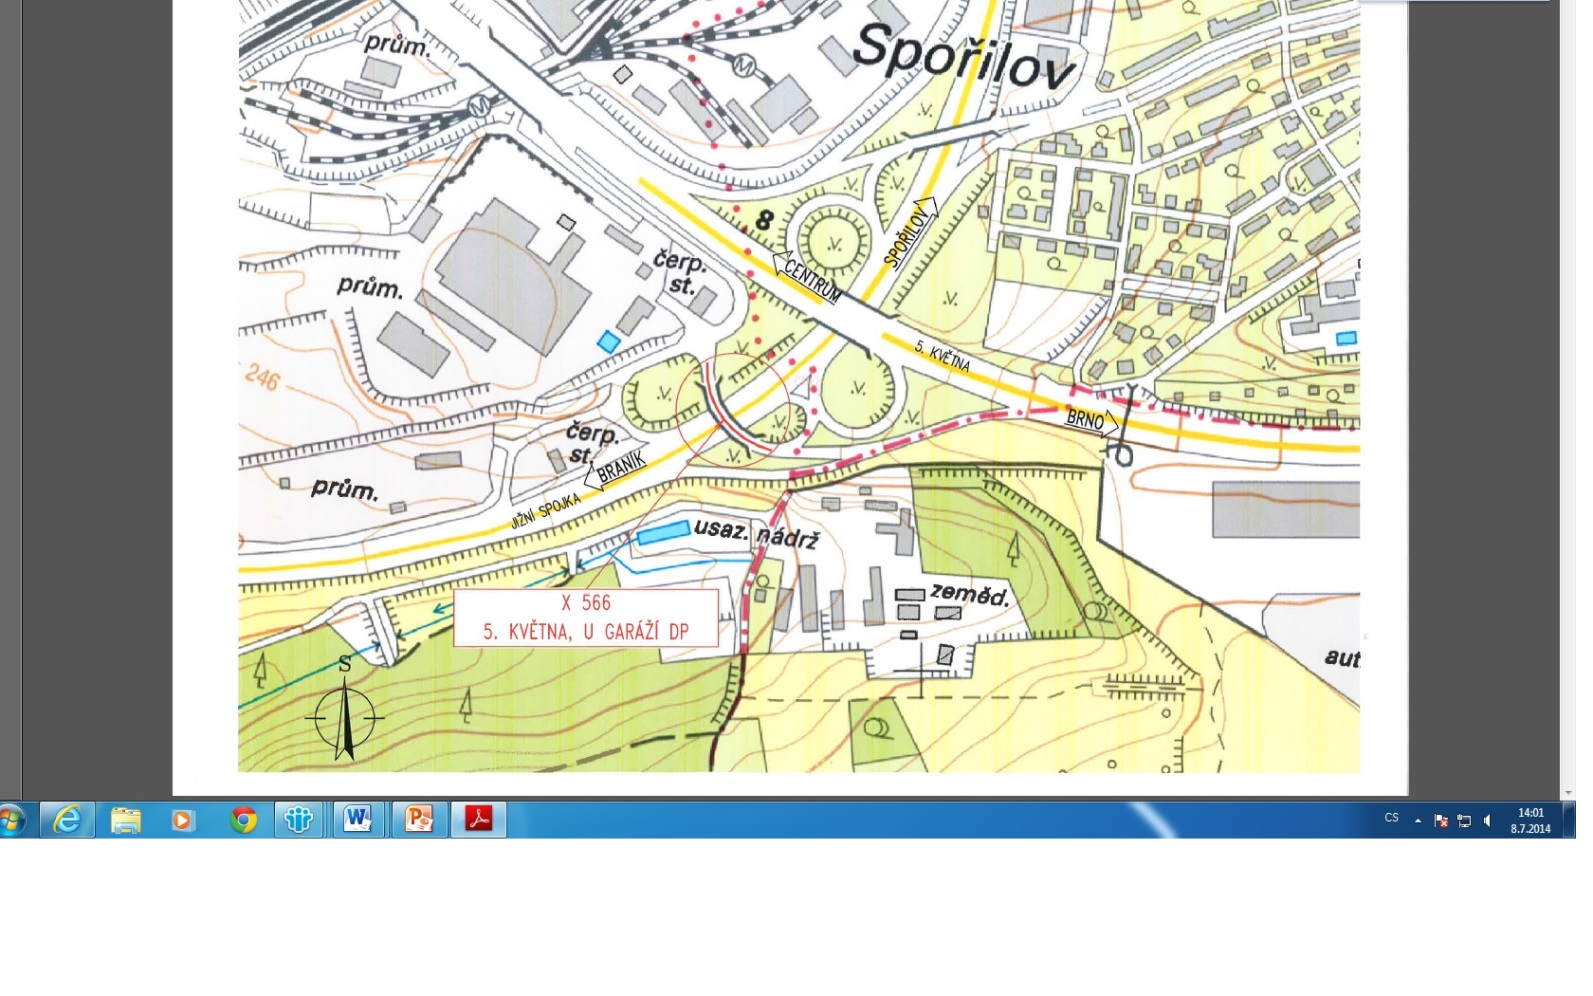 prům.
Spořilov
M
M
8
SPOŘILOV
čerp.
st.
CENTRUM
prům.
5. KVĚTNA
246
BRNO
čerp.
st.
BRANÍK
prům.
JIŽNÍ SPOJKA
usaz. nádrž
zeměd.
X 566
5. KVĚTNA, U GARÁŽÍ DP
aut.
S
CS
14:01
8.7.2014